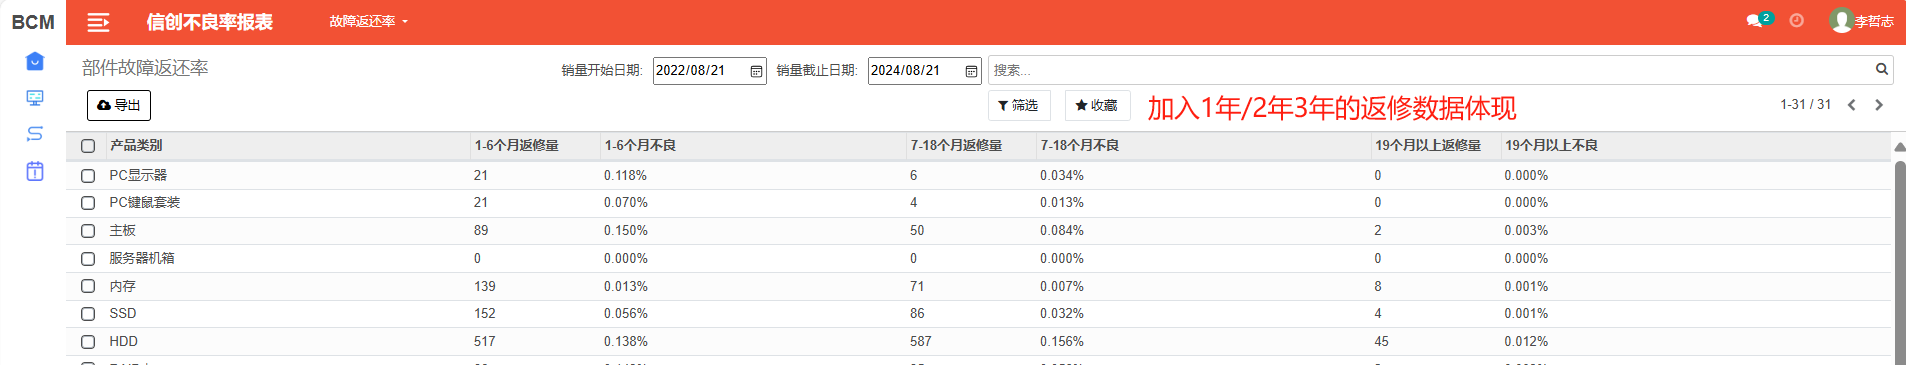 BCM 信创不良率报表 故障返还率 2 李哲志
部件故障返还率 销量开始日期: 2022/08/21 销量截止日期: 2024/08/21 搜索...
导出 筛选 收藏 加入1年/2年3年的返修数据体现 1-31 / 31
产品类别 1-6个月返修量 1-6个月不良 7-18个月返修量 7-18个月不良 19个月以上返修量 19个月以上不良
PC显示器 21 0.118% 6 0.034% 0 0.000%
PC键鼠套装 21 0.070% 4 0.013% 0 0.000%
主板 89 0.150% 50 0.084% 2 0.003%
服务器机箱 0 0.000% 0 0.000% 0 0.000%
内存 139 0.013% 71 0.007% 8 0.001%
SSD 152 0.056% 86 0.032% 4 0.001%
HDD 517 0.138% 587 0.156% 45 0.012%